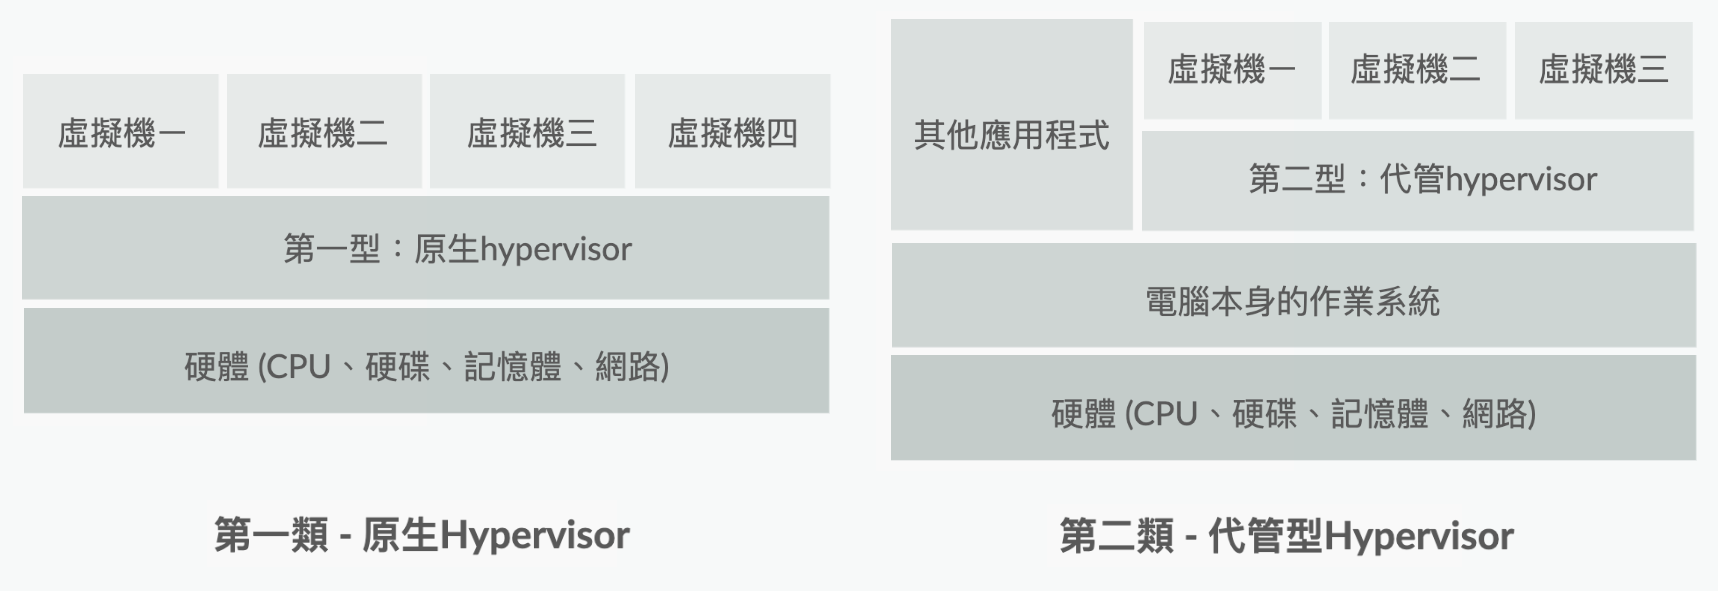 虛擬機一
虛擬機二
虛擬機三
虛擬機四
第一型：原生hypervisor
硬體 (CPU、硬碟、記憶體、網路)
第一類 - 原生Hypervisor
其他應用程式
虛擬機一
虛擬機二
虛擬機三
第二型：代管hypervisor
電腦本身的作業系統
硬體 (CPU、硬碟、記憶體、網路)
第二類 - 代管型Hypervisor